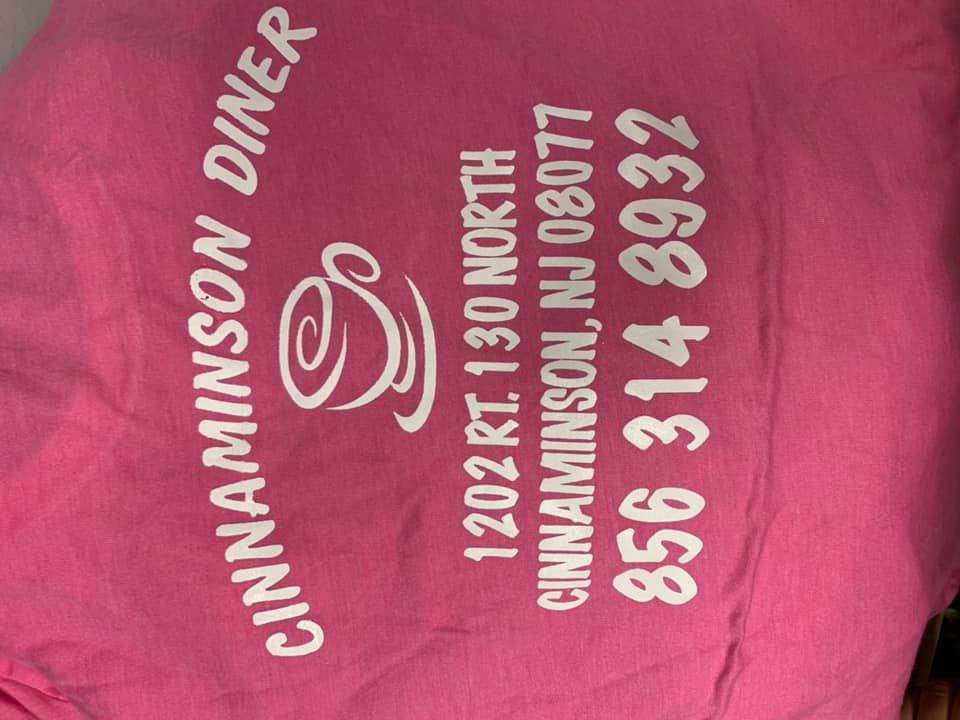 CINNAMINSON DINER
1202 RT. 130 NORTH
CINNAMINSON, NJ 08077
856 314 8932